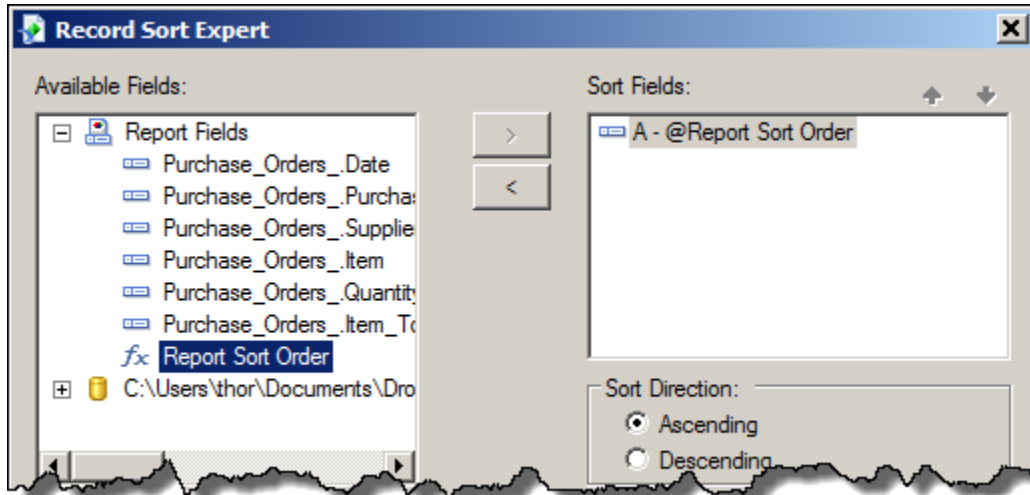 Record Sort Expert
Available Fields:
Report Fields
Purchase_Orders_.Date
Purchase_Orders_.Purchas
Purchase_Orders_.Supplie
Purchase_Orders_.Item
Purchase_Orders_.Quantity
Purchase_Orders_.Item_To
fx Report Sort Order
C:\Users\thor\Documents\Dro
>
<
Sort Fields:
A - @Report Sort Order
Sort Direction:
Ascending
Descending